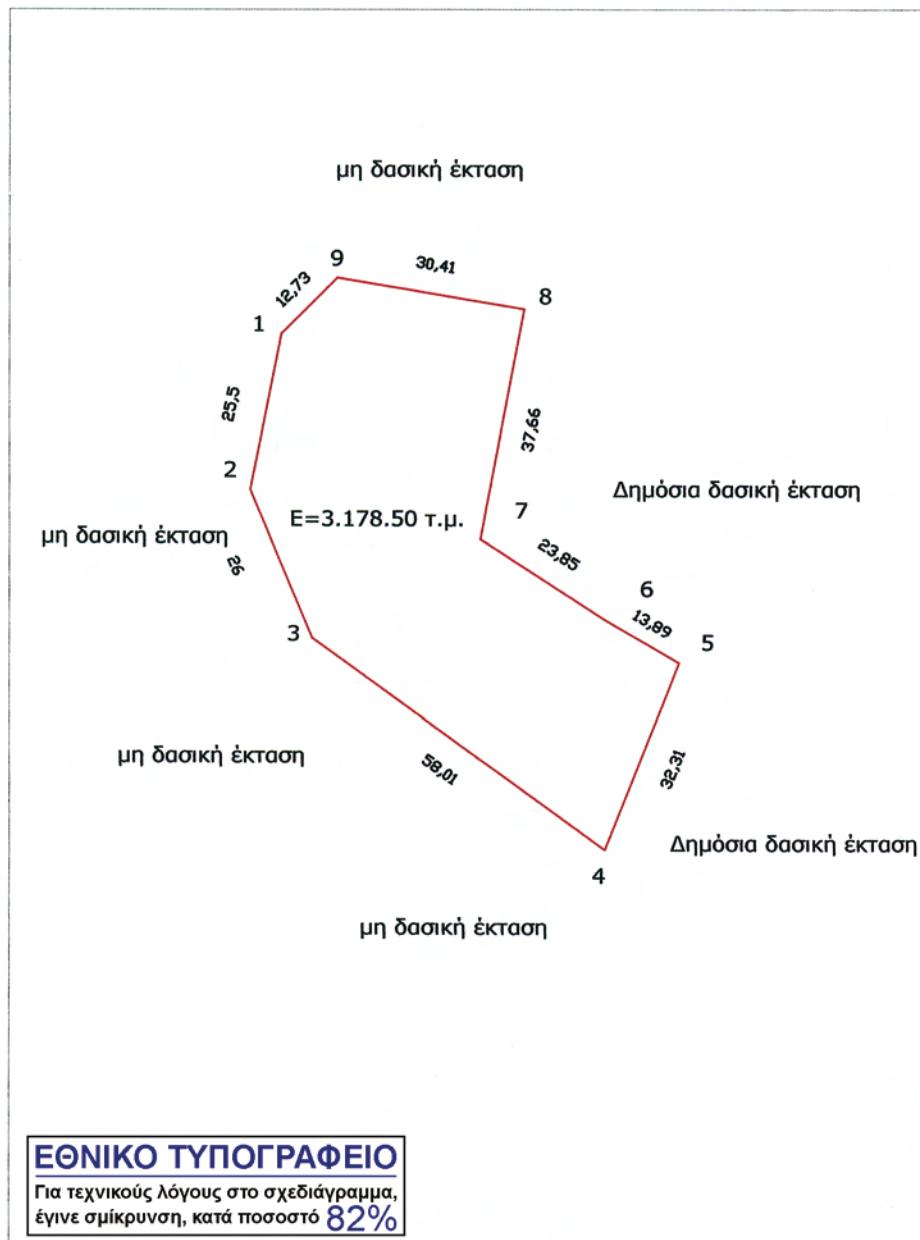 μη δασική έκταση
9
30,41
8
12,73
1
25,5
37,66
2
Δημόσια δασική έκταση
7
E=3.178.50 τ.μ.
μη δασική έκταση
23,85
26
6
13,89
3
5
μη δασική έκταση
58,01
32,31
Δημόσια δασική έκταση
4
μη δασική έκταση
ΕΘΝΙΚΟ ΤΥΠΟΓΡΑΦΕΙΟ
Για τεχνικούς λόγους στο σχεδιάγραμμα,
έγινε σμίκρυνση, κατά ποσοστό 82%